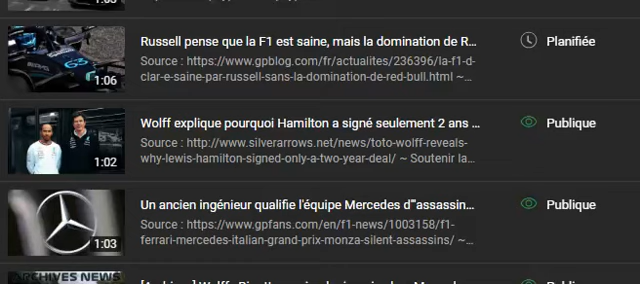 Russell pense que la F1 est saine, mais la domination de R...
Planifiée
Source : https://www.gpblog.com/fr/actualites/236396/la-f1-d-
clar-e-saine-par-russell-sans-la-domination-de-red-bull.html ~...
63
1:06
Wolff explique pourquoi Hamilton a signé seulement 2 ans ...
Publique
Source : http://www.silverarrows.net/news/toto-wolff-reveals-
why-lewis-hamilton-signed-only-a-two-year-deal/ ~ Soutenir la...
1:02
Un ancien ingénieur qualifie l'équipe Mercedes d'"assassin...
Publique
Source : https://www.gpfans.com/en/f1-news/1003158/f1-
ferrari-mercedes-italian-grand-prix-monza-silent-assassins/ ~...
1:03
ARCHIVES NEWS